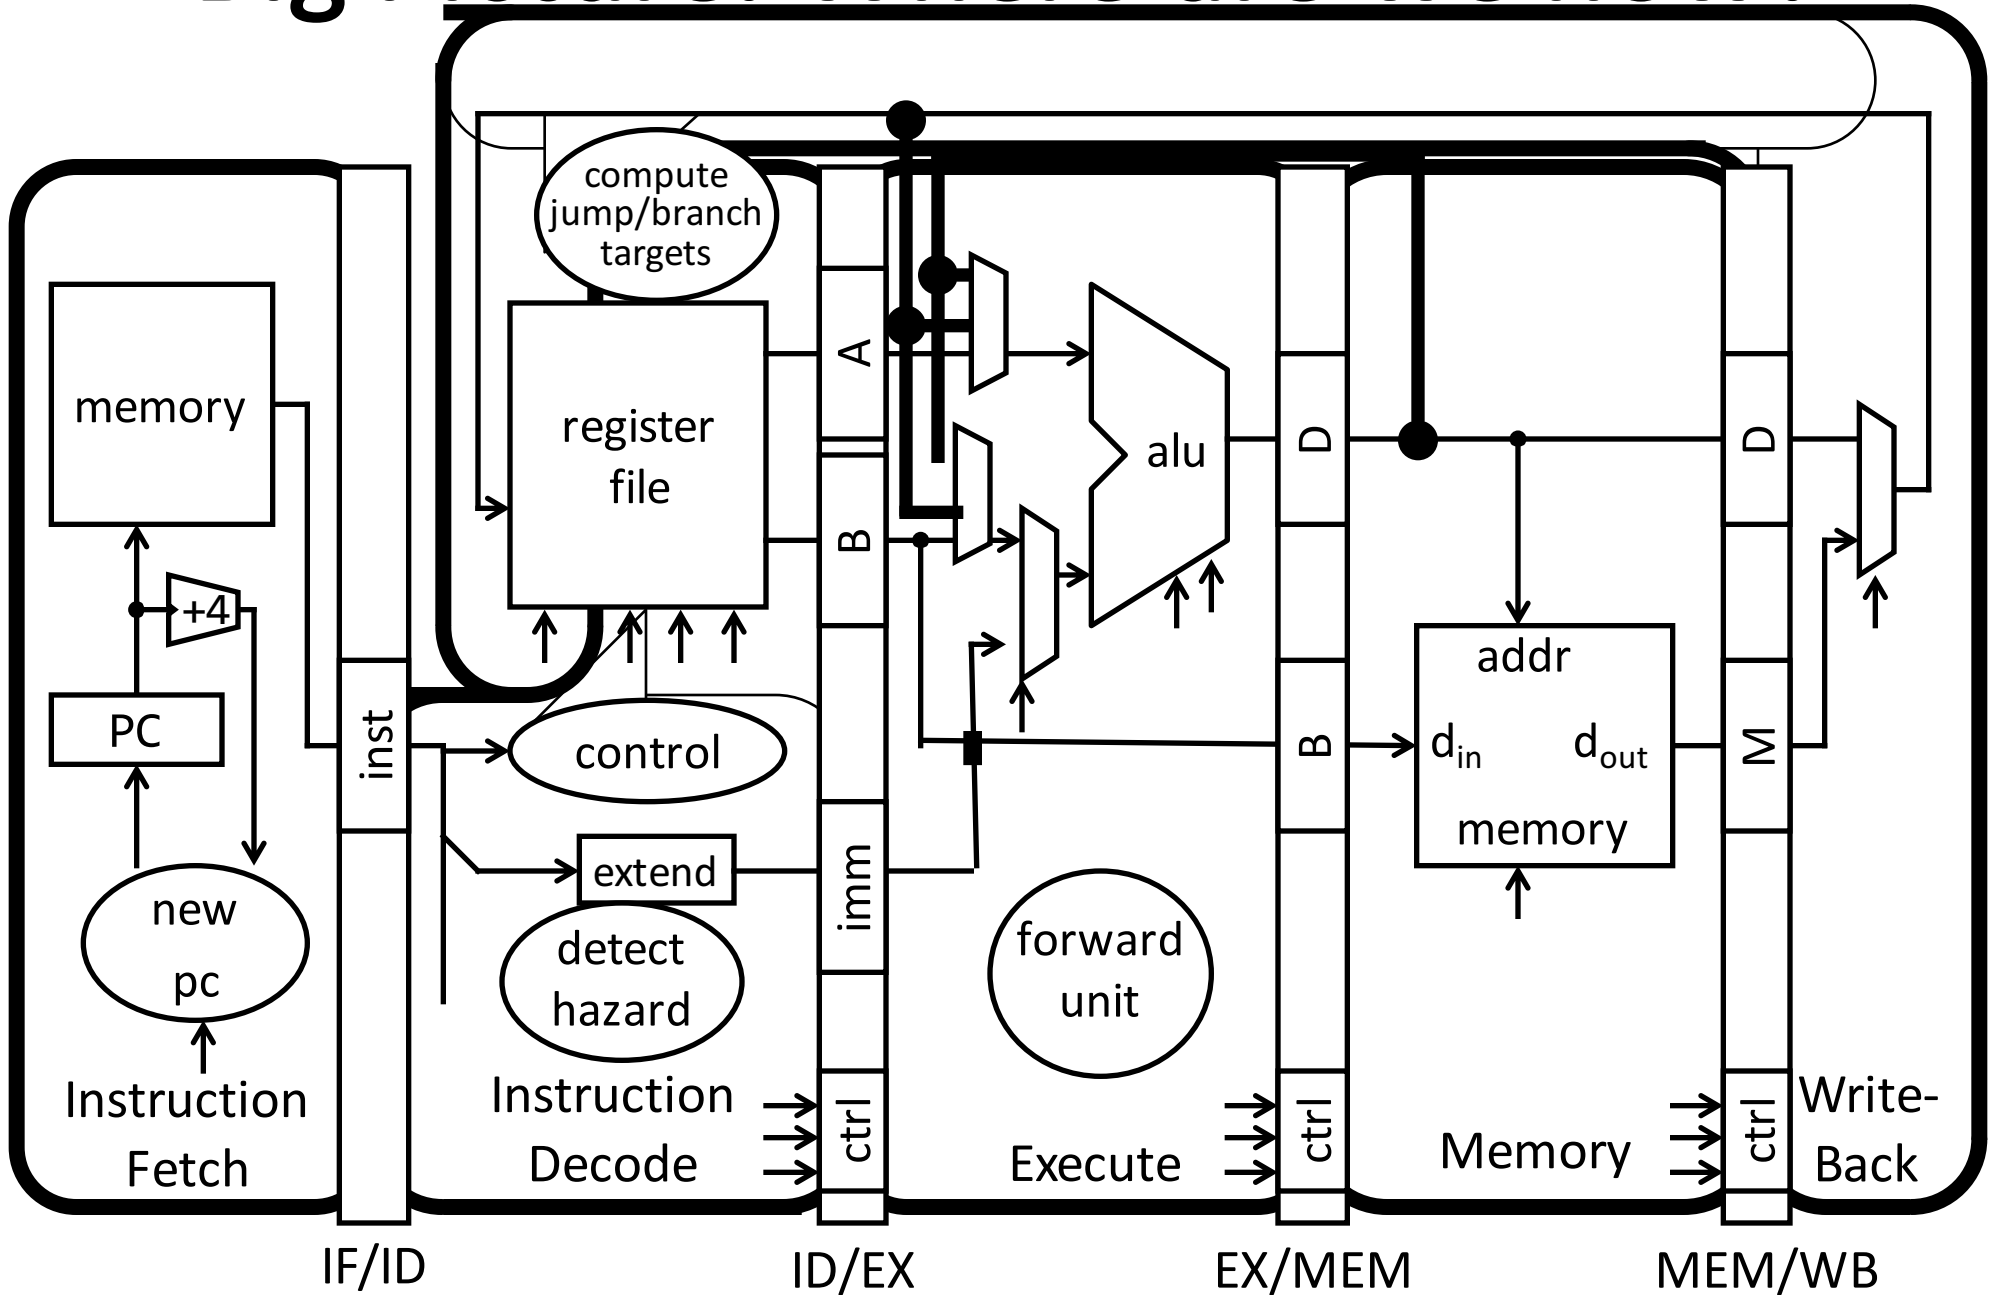 compute
jump/branch
targets
memory
register
file
A
B
alu
D
D
+4
PC
inst
control
addr
d_in
d_out
memory
B
M
extend
imm
new
pc
detect
hazard
forward
unit
Instruction
Fetch
Instruction
Decode
ctrl
Execute
ctrl
Memory
ctrl
Write-
Back
IF/ID
ID/EX
EX/MEM
MEM/WB